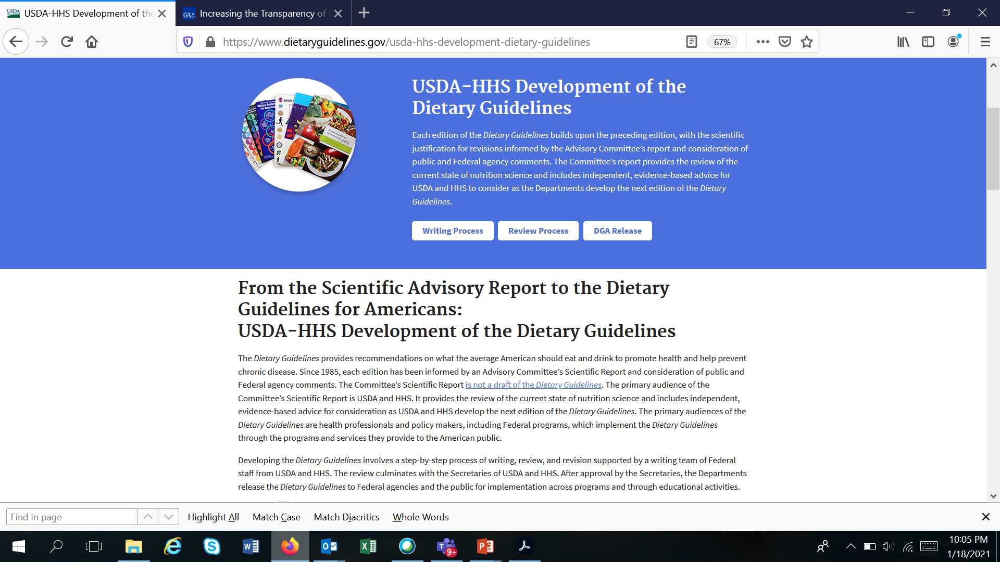 USDA-HHS Development of the
Increasing the Transparency of
https://www.dietaryguidelines.gov/usda-hhs-development-dietary-guidelines
67%
USDA-HHS Development of the
Dietary Guidelines
Each edition of the Dietary Guidelines builds upon the preceding edition, with the scientific
justification for revisions informed by the Advisory Committee's report and consideration of
public and Federal agency comments. The Committee's report provides the review of the
current state of nutrition science and includes independent, evidence-based advice for
USDA and HHS to consider as the Departments develop the next edition of the Dietary
Guidelines.
Dietary Guidelines
for Americans
Dietary Guidelines
for Americans 2010
Writing Process
Review Process
DGA Release
From the Scientific Advisory Report to the Dietary
Guidelines for Americans:
USDA-HHS Development of the Dietary Guidelines
The Dietary Guidelines provides recommendations on what the average American should eat and drink to promote health and help prevent
chronic disease. Since 1985, each edition has been informed by an Advisory Committee's Scientific Report and consideration of public and
Federal agency comments. The Committee's Scientific Report is not a draft of the Dietary Guidelines. The primary audience of the
Committee's Scientific Report is USDA and HHS. It provides the review of the current state of nutrition science and includes independent,
evidence-based advice for consideration as USDA and HHS develop the next edition of the Dietary Guidelines. The primary audiences of the
Dietary Guidelines are health professionals and policy makers, including Federal programs, which implement the Dietary Guidelines
through the programs and services they provide to the American public.
Developing the Dietary Guidelines involves a step-by-step process of writing, review, and revision supported by a writing team of Federal
staff from USDA and HHS. The review culminates with the Secretaries of USDA and HHS. After approval by the Secretaries, the Departments
release the Dietary Guidelines to Federal agencies and the public for implementation across programs and through educational activities.
Find in page
Highlight All
Match Case
Match Diacritics
Whole Words
9+
10:05 PM
1/18/2021